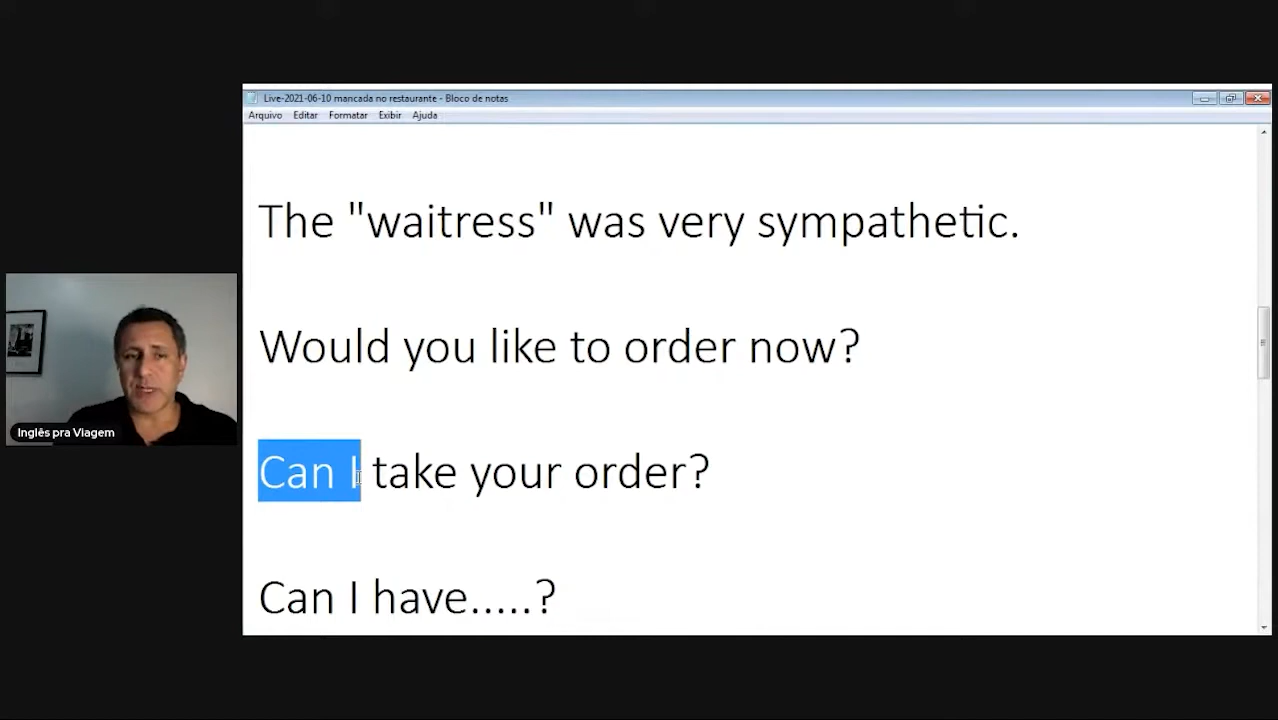 Live-2021-06-10 mancada no restaurante - Bloco de notas
Arquivo Editar Formatar Exibir Ajuda
The "waitress" was very sympathetic.
Would you like to order now?
Can I take your order?
Can I have.....?
Inglês pra Viagem